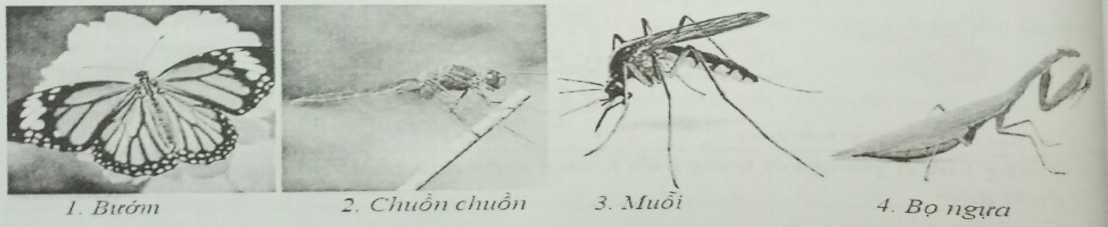 1. Bướm
2. Chuồn chuồn
3. Muỗi
4. Bọ ngựa